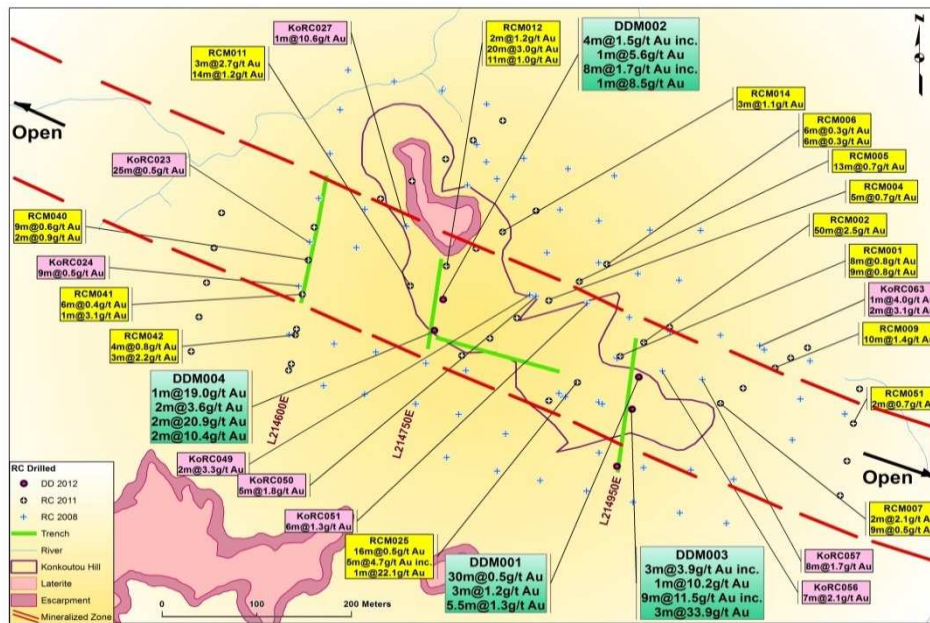 KoRC027
1m@10.6g/t Au
RCM012
2m@1.2g/t Au
20m@3.0g/t Au
11m@1.0g/t Au
DDM002
4m@1.5g/t Au inc.
1m@5.6g/t Au
8m@1.7g/t Au inc.
1m@8.5g/t Au
z
RCM011
3m@2.7g/t Au
14m@1.2g/t Au
RCM014
3m@1.1g/t Au
Open
RCM006
6m@0.3g/t Au
6m@0.3g/t Au
KoRC023
25m@0.5g/t Au
RCM005
13m@0.7g/t Au
RCM004
5m@0.7g/t Au
RCM040
9m@0.6g/t Au
2m@0.9g/t Au
RCM002
50m@2.5g/t Au
KoRC024
9m@0.5g/t Au
RCM001
8m@0.8g/t Au
9m@0.8g/t Au
RCM041
6m@0.4g/t Au
1m@3.1g/t Au
KoRC063
1m@4.0g/t Au
2m@3.1g/t Au
RCM042
4m@0.8g/t Au
3m@2.2g/t Au
RCM009
10m@1.4g/t Au
DDM004
1m@19.0g/t Au
2m@3.6g/t Au
2m@20.9g/t Au
2m@10.4g/t Au
L214600E
L214750E
L214950E
RCM051
2m@0.7g/t Au
Open
KoRC049
2m@3.3g/t Au
KoRC050
5m@1.8g/t Au
KoRC051
6m@1.3g/t Au
RCM025
16m@0.5g/t Au
5m@4.7g/t Au inc.
1m@22.1g/t Au
DDM001
30m@0.5g/t Au
3m@1.2g/t Au
5.5m@1.3g/t Au
DDM003
3m@3.9g/t Au inc.
1m@10.2g/t Au
9m@11.5g/t Au inc.
3m@33.9g/t Au
RCM007
2m@2.1g/t Au
9m@0.5g/t Au
KoRC057
8m@1.7g/t Au
KoRC056
7m@2.1g/t Au
RC Drilled
DD 2012
RC 2011
RC 2008
Trench
River
Konkoutou Hill
Laterite
Escarpment
Mineralized Zone
0 100 200 Meters